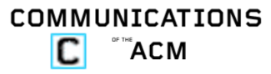 COMMUNICATIONS
C OF THE ACM